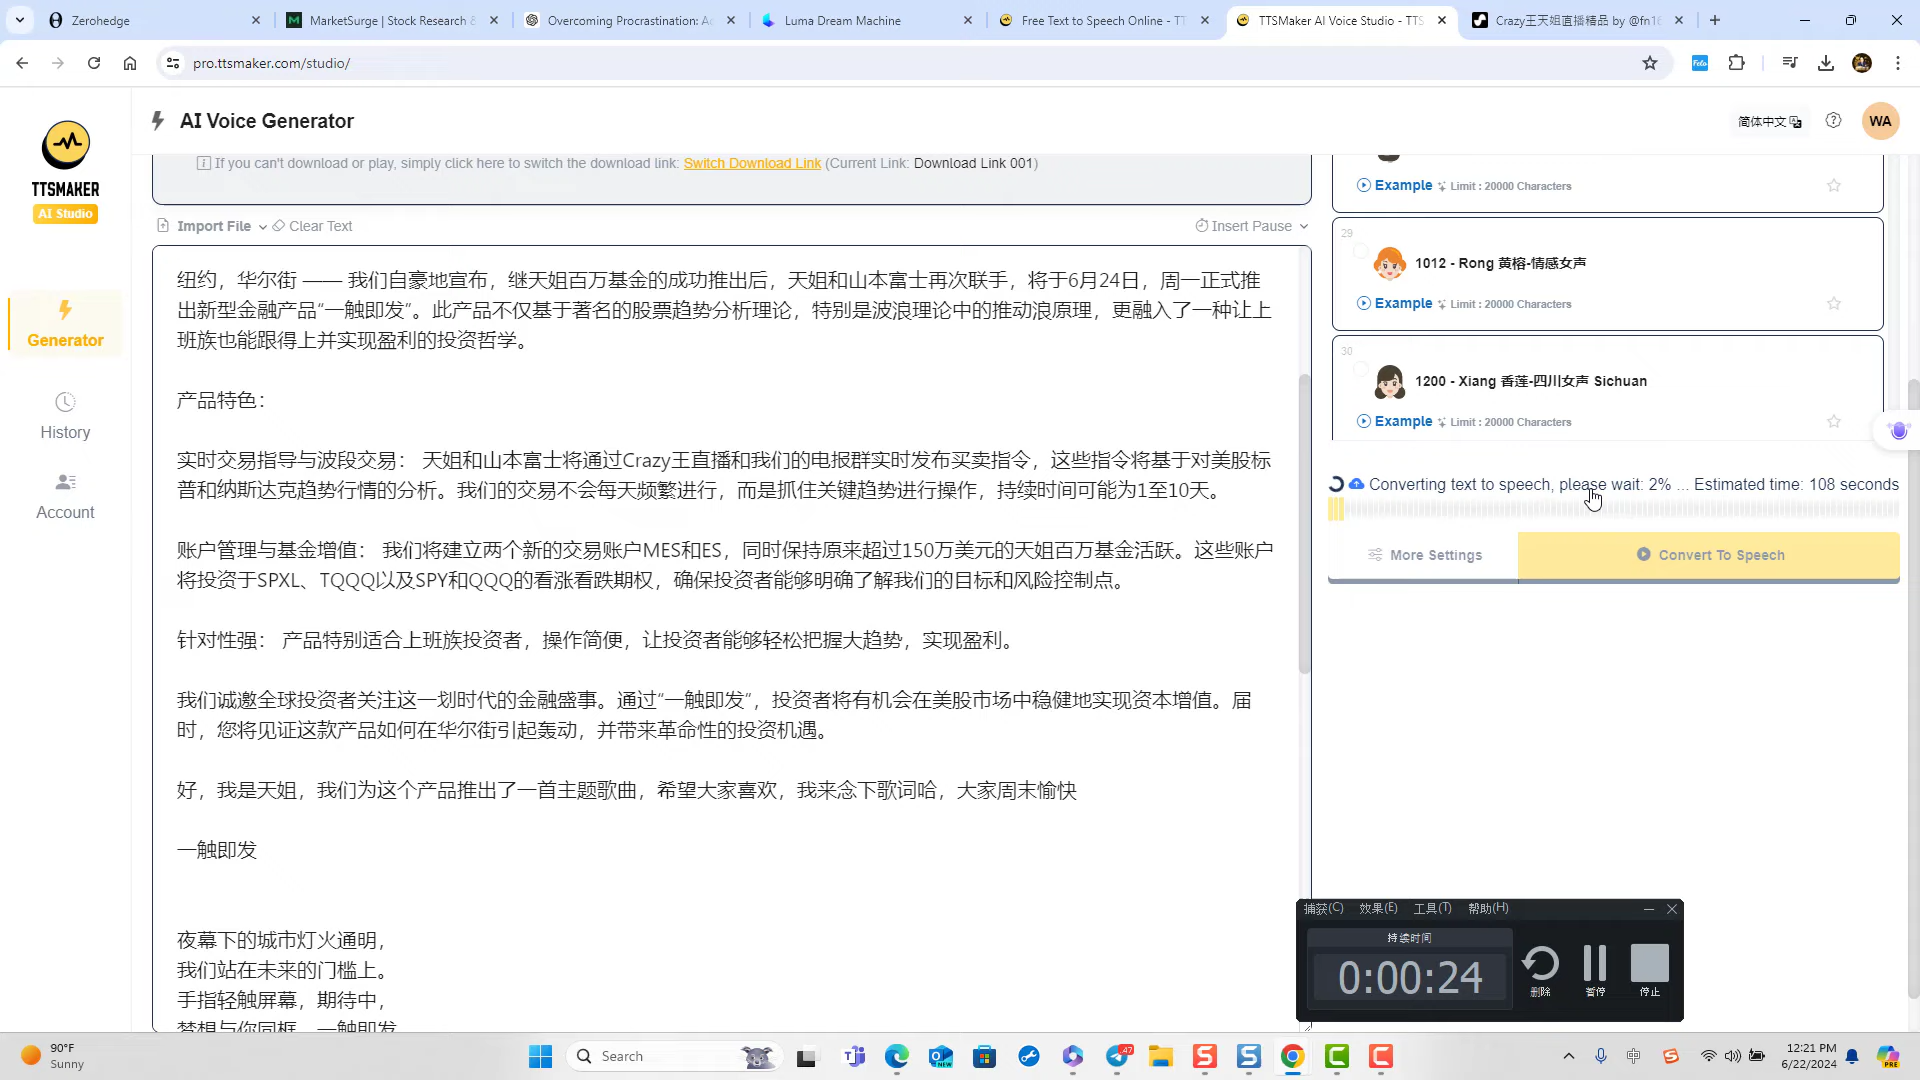 Zerohedge
MarketSurge | Stock Research &
Overcoming Procrastination: Ac
Luma Dream Machine
Free Text to Speech Online - TT
TTSMaker AI Voice Studio - TTS
Crazy王天姐直播精品 by @fn16
pro.ttsmaker.com/studio/
Felo
TTSMAKER
AI Studio
Generator
History
Account
AI Voice Generator
简体中文
WA
If you can't download or play, simply click here to switch the download link: Switch Download Link (Current Link: Download Link 001)
Import File
Clear Text
Insert Pause
纽约，华尔街 —— 我们自豪地宣布，继天姐百万基金的成功推出后，天姐和山本富士再次联手，将于6月24日，周一正式推
出新型金融产品“一触即发”。此产品不仅基于著名的股票趋势分析理论，特别是波浪理论中的推动浪原理，更融入了一种让上
班族也能跟得上并实现盈利的投资哲学。
产品特色：
实时交易指导与波段交易： 天姐和山本富士将通过Crazy王直播和我们的电报群实时发布买卖指令，这些指令将基于对美股标
普和纳斯达克趋势行情的分析。我们的交易不会每天频繁进行，而是抓住关键趋势进行操作，持续时间可能为1至10天。
账户管理与基金增值： 我们将建立两个新的交易账户MES和ES，同时保持原来超过150万美元的天姐百万基金活跃。这些账户
将投资于SPXL、TQQQ以及SPY和QQQ的看涨看跌期权，确保投资者能够明确了解我们的目标和风险控制点。
针对性强： 产品特别适合上班族投资者，操作简便，让投资者能够轻松把握大趋势，实现盈利。
我们诚邀全球投资者关注这一划时代的金融盛事。通过“一触即发”，投资者将有机会在美股市场中稳健地实现资本增值。届
时，您将见证这款产品如何在华尔街引起轰动，并带来革命性的投资机遇。
好，我是天姐，我们为这个产品推出了一首主题歌曲，希望大家喜欢，我来念下歌词哈，大家周末愉快
一触即发
夜幕下的城市灯火通明，
我们站在未来的门槛上。
手指轻触屏幕，期待中，
梦想与你同框，一触即发
Example
Limit : 20000 Characters
29
1012 - Rong 黄榕-情感女声
Example
Limit : 20000 Characters
30
1200 - Xiang 香莲-四川女声 Sichuan
Example
Limit : 20000 Characters
Converting text to speech, please wait: 2% ... Estimated time: 108 seconds
More Settings
Convert To Speech
捕获(C)
效果(E)
工具(T)
帮助(H)
持续时间
0:00:24
删除
暂停
停止
90°F
Sunny
Search
NEW
47
中
12:21 PM
6/22/2024
PRE